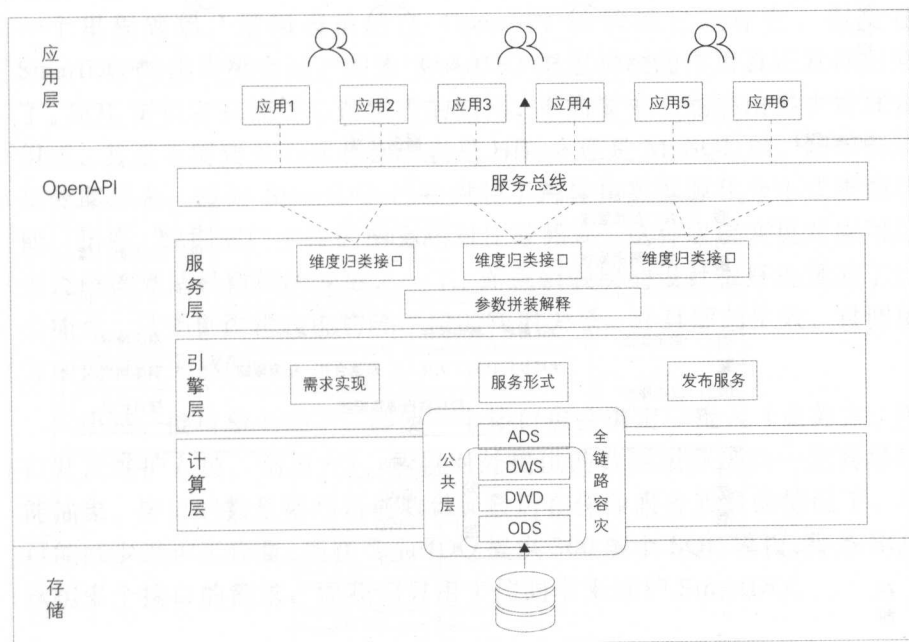 应用层
应用1 应用2 应用3 应用4 应用5 应用6
OpenAPI
服务总线
服务层
维度归类接口 维度归类接口 维度归类接口
参数拼装解释
引擎层
需求实现 服务形式 发布服务
计算层
公共层
ADS
DWS
DWD
ODS
全链路容灾
存储